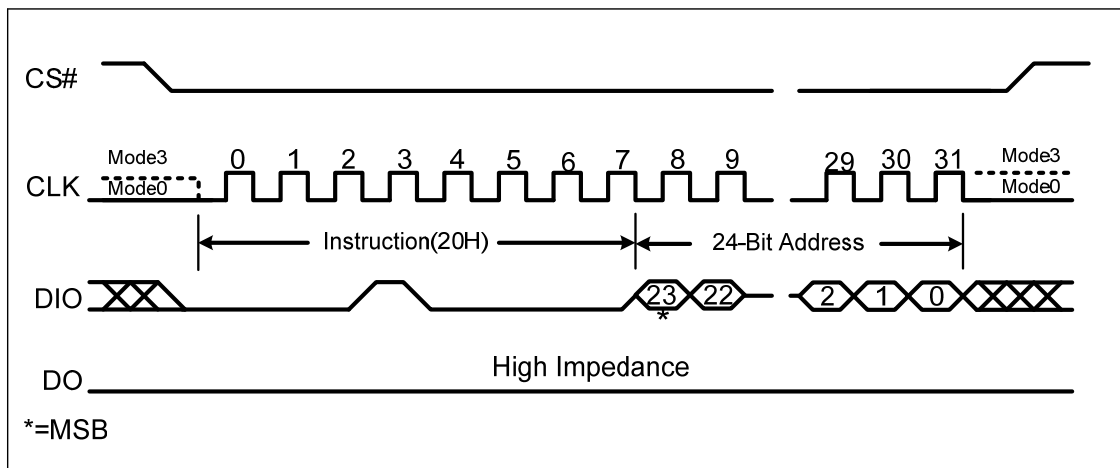 CS#
Mode3
Mode0
CLK
0 1 2 3 4 5 6 7 8 9 29 30 31
Mode3
Mode0
Instruction(20H)
24-Bit Address
DIO
23 22 2 1 0
*
High Impedance
DO
*=MSB